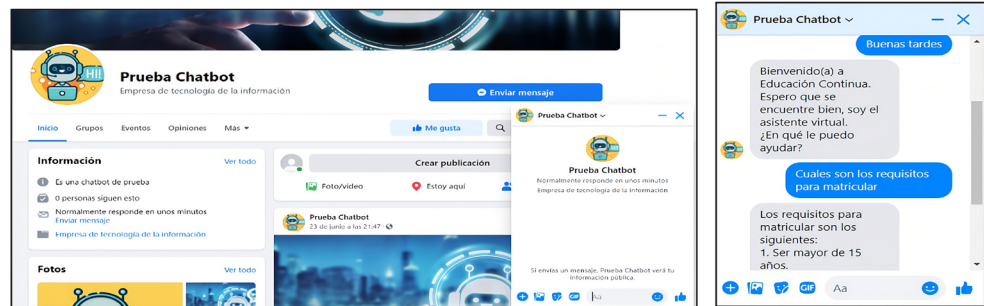 HI!
Prueba Chatbot
Empresa de tecnología de la información
Enviar mensaje
Inicio Grupos Eventos Opiniones Más
Me gusta
Información Ver todo
Es una chatbot de prueba
0 personas siguen esto
Normalmente responde en unos minutos
Enviar mensaje
Empresa de tecnología de la información
Fotos Ver todo
Crear publicación
Foto/video Estoy aquí
Prueba Chatbot
23 de junio a las 21:47
Prueba Chatbot
Prueba Chatbot
Normalmente responde en unos minutos
Empresa de tecnología de la información
Si envías un mensaje, Prueba Chatbot verá tu
información pública.
GIF Aa
Prueba Chatbot
Buenas tardes
Bienvenido(a) a
Educación Continua.
Espero que se
encuentre bien, soy el
asistente virtual.
¿En qué le puedo
ayudar?
Cuales son los requisitos
para matricular
Los requisitos para
matricular son los
siguientes:
1. Ser mayor de 15
años.
GIF Aa